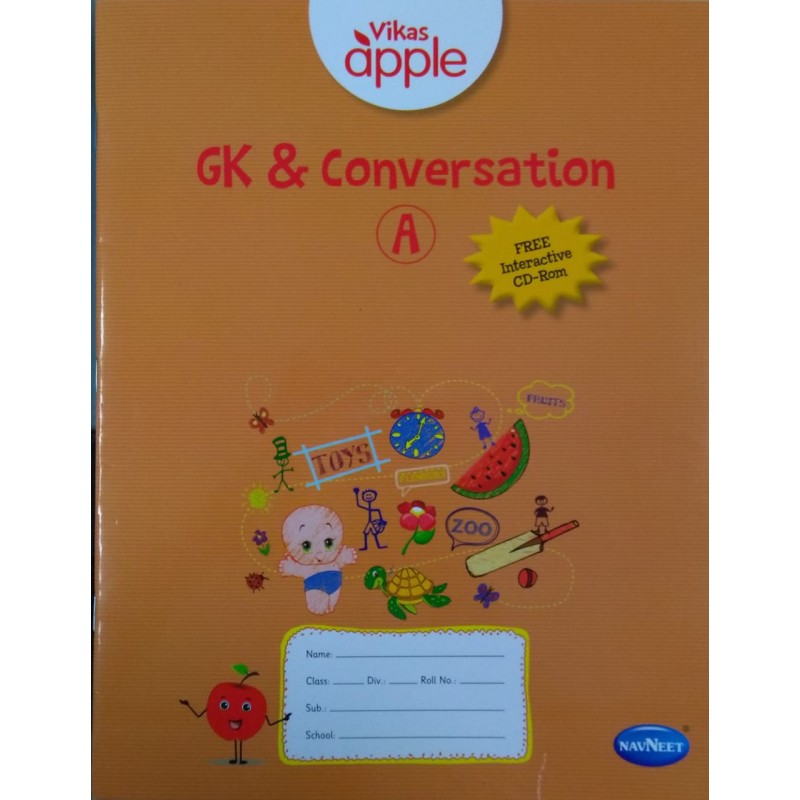 Vikas
apple
GK & Conversation
A
FREE
Interactive
CD-Rom
FRUITS
TOYS
ZOO
Name:
Class: Div.: Roll No.:
Sub.:
School:
NAVNEET